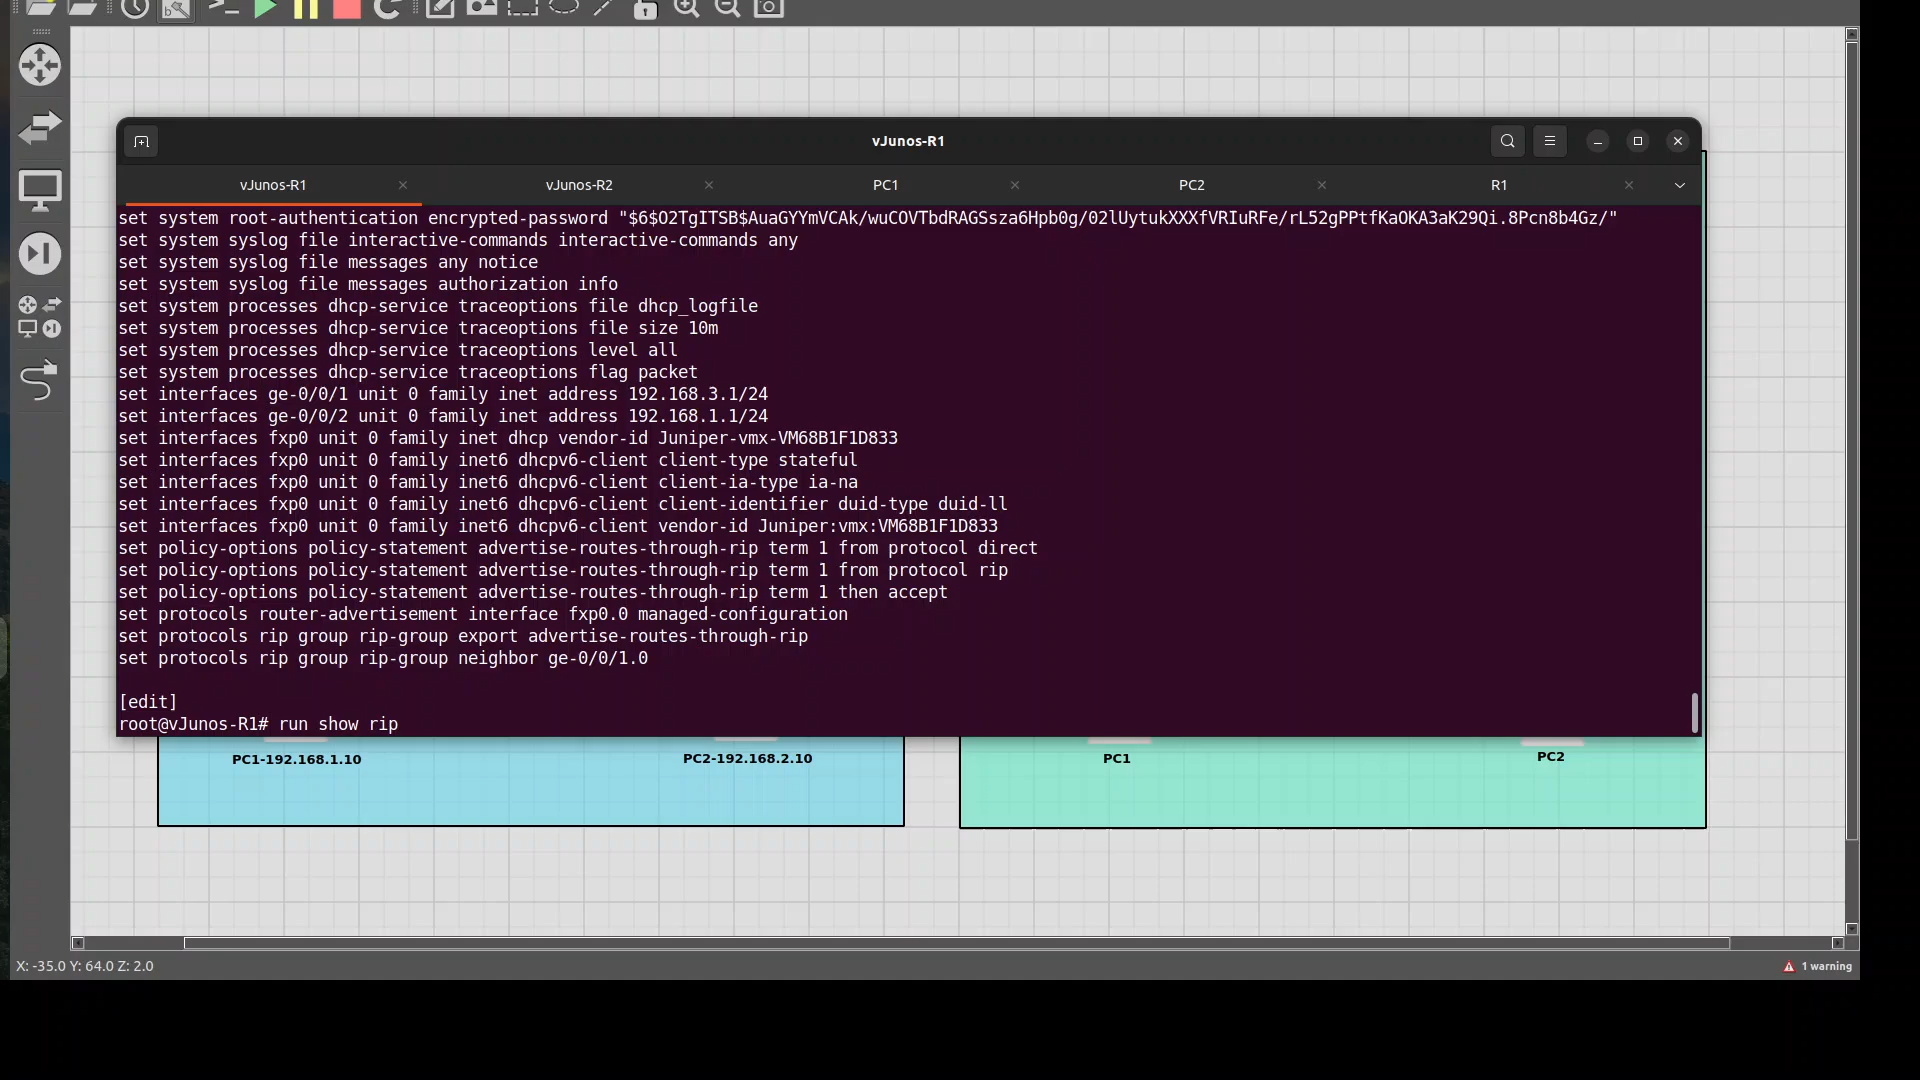 vJunos-R1
vJunos-R1 vJunos-R2 PC1 PC2 R1
set system root-authentication encrypted-password "$6$O2TgITSB$AuaGYYmVCAk/wuCOVTbdRAGSsza6Hpb0g/02lUytukXXXfVRIuRFe/rL52gPPtfKaOKA3aK29Qi.8Pcn8b4Gz/"
set system syslog file interactive-commands interactive-commands any
set system syslog file messages any notice
set system syslog file messages authorization info
set system processes dhcp-service traceoptions file dhcp_logfile
set system processes dhcp-service traceoptions file size 10m
set system processes dhcp-service traceoptions level all
set system processes dhcp-service traceoptions flag packet
set interfaces ge-0/0/1 unit 0 family inet address 192.168.3.1/24
set interfaces ge-0/0/2 unit 0 family inet address 192.168.1.1/24
set interfaces fxp0 unit 0 family inet dhcp vendor-id Juniper-vmx-VM68B1F1D833
set interfaces fxp0 unit 0 family inet6 dhcpv6-client client-type stateful
set interfaces fxp0 unit 0 family inet6 dhcpv6-client client-ia-type ia-na
set interfaces fxp0 unit 0 family inet6 dhcpv6-client client-identifier duid-type duid-ll
set interfaces fxp0 unit 0 family inet6 dhcpv6-client vendor-id Juniper:vmx:VM68B1F1D833
set policy-options policy-statement advertise-routes-through-rip term 1 from protocol direct
set policy-options policy-statement advertise-routes-through-rip term 1 from protocol rip
set policy-options policy-statement advertise-routes-through-rip term 1 then accept
set protocols router-advertisement interface fxp0.0 managed-configuration
set protocols rip group rip-group export advertise-routes-through-rip
set protocols rip group rip-group neighbor ge-0/0/1.0
[edit]
root@vJunos-R1# run show rip
PC1-192.168.1.10 PC2-192.168.2.10 PC1 PC2
X: -35.0 Y: 64.0 Z: 2.0 1 warning